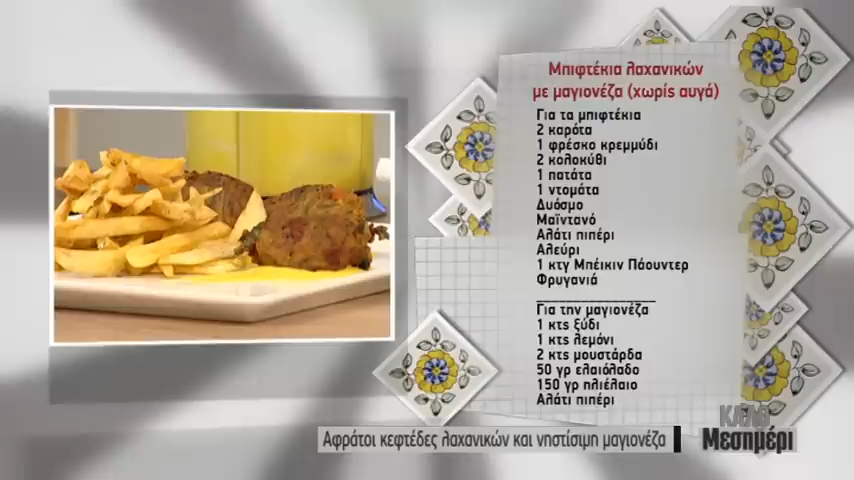 Μπιφτέκια λαχανικών
με μαγιονέζα (χωρίς αυγά)
Για τα μπιφτέκια
2 καρότα
1 φρέσκο κρεμμύδι
2 κολοκύθι
1 πατάτα
1 ντομάτα
Δυόσμο
Μαϊντανό
Αλάτι πιπέρι
Αλεύρι
1 κτγ Μπέικιν Πάουντερ
Φρυγανιά
Για την μαγιονέζα
1 κτς ξύδι
1 κτς λεμόνι
2 κτς μουστάρδα
50 γρ ελαιόλαδο
150 γρ ηλιέλαιο
Αλάτι πιπέρι
Αφράτοι κεφτέδες λαχανικών και νηστίσιμη μαγιονέζα
ΚΑΛΟ
Μεσημέρι